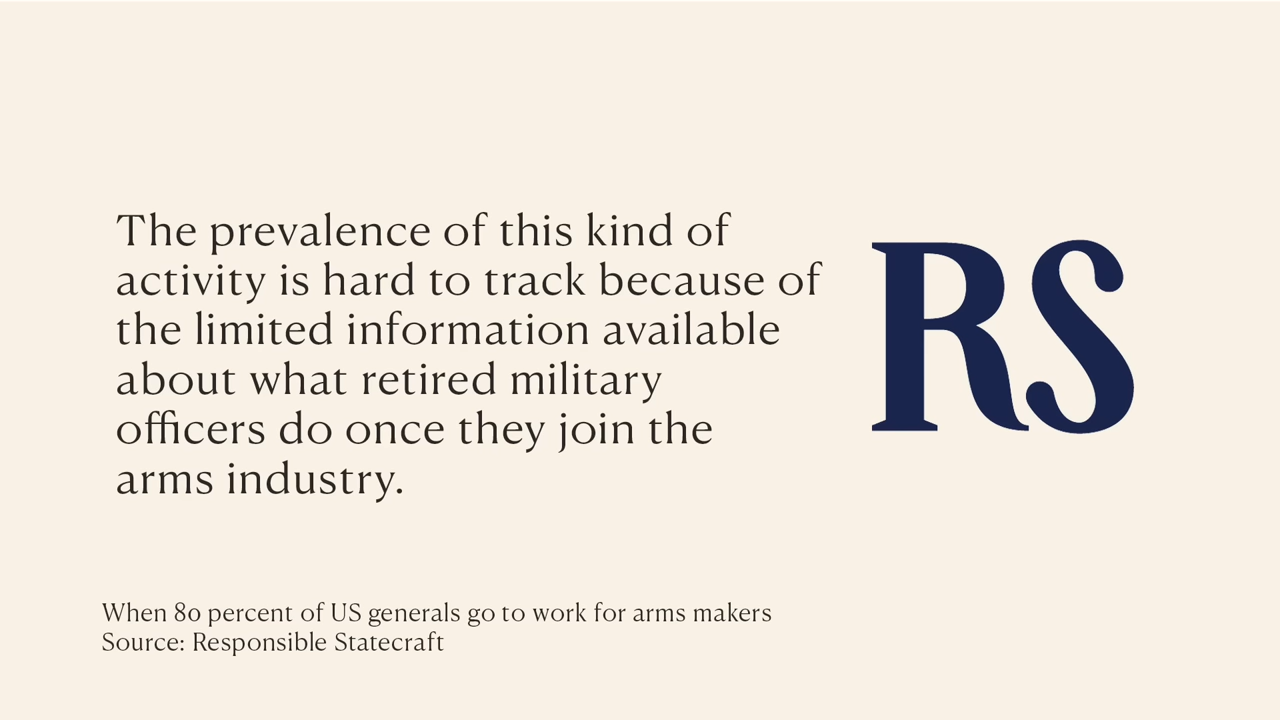 The prevalence of this kind of
activity is hard to track because of
the limited information available
about what retired military
officers do once they join the
arms industry.
RS
When 80 percent of US generals go to work for arms makers
Source: Responsible Statecraft